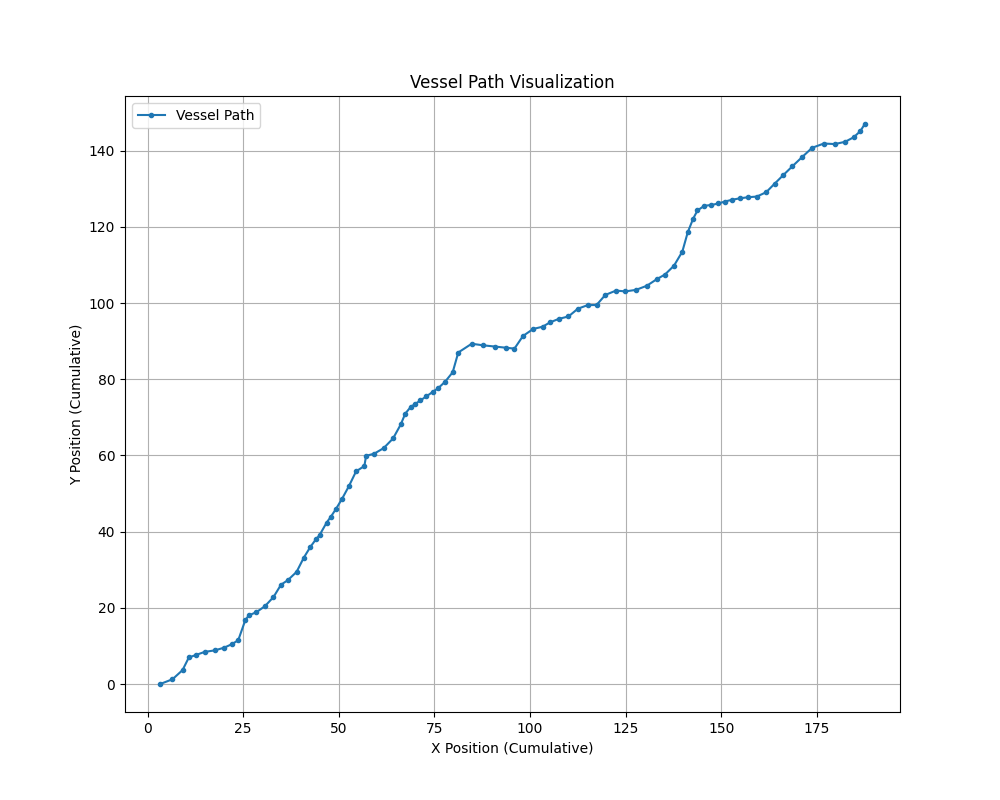 Vessel Path Visualization
Vessel Path
Y Position (Cumulative)
140
120
100
80
60
40
20
0
0 25 50 75 100 125 150 175
X Position (Cumulative)